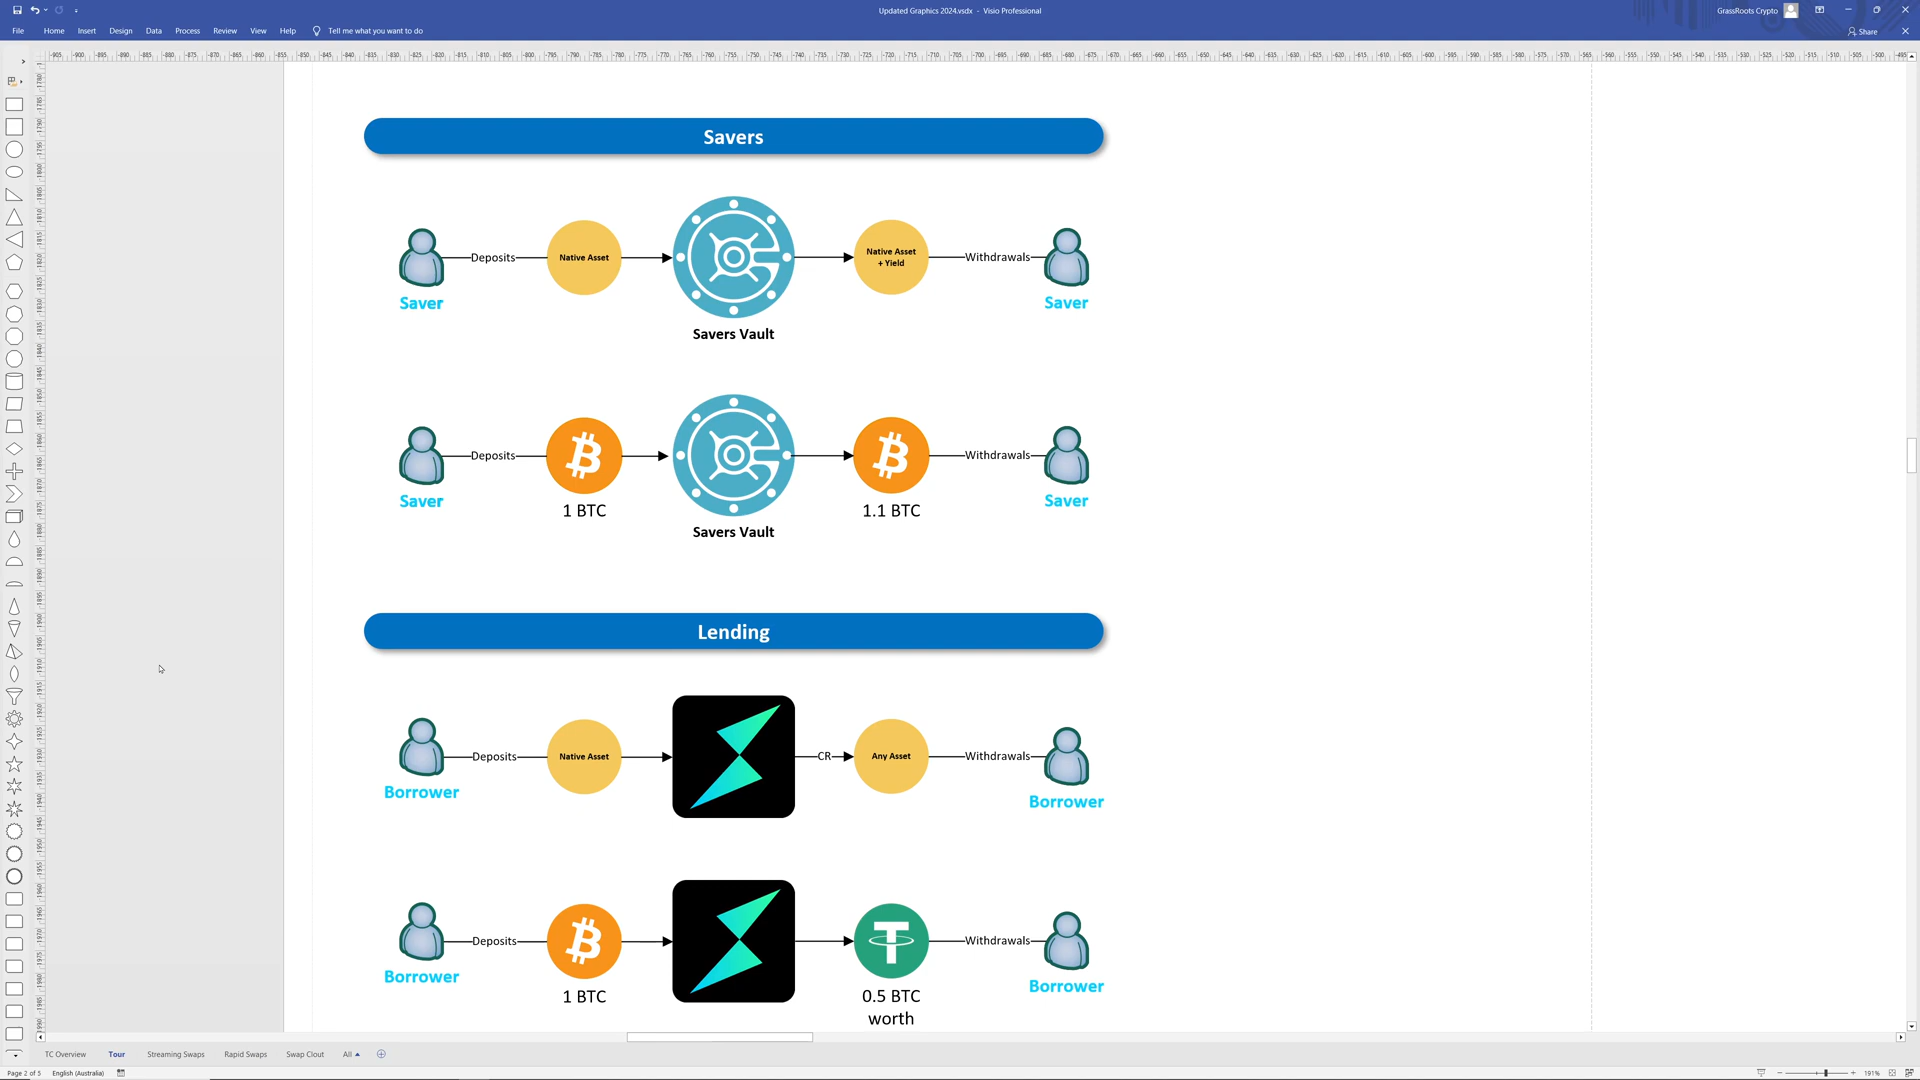 Updated Graphics 2024.vsdx - Visio Professional
GrassRoots Crypto
File Home Insert Design Data Process Review View Help Tell me what you want to do
Share
Savers
Deposits
Native Asset
Native Asset
+ Yield
Withdrawals
Saver
Saver
Savers Vault
Deposits
Withdrawals
Saver
1 BTC
1.1 BTC
Saver
Savers Vault
Lending
Deposits
Native Asset
CR
Any Asset
Withdrawals
Borrower
Borrower
Deposits
Withdrawals
Borrower
1 BTC
0.5 BTC
worth
Borrower
TC Overview Tour Streaming Swaps Rapid Swaps Swap Clout All
Page 2 of 5 English (Australia)
191%